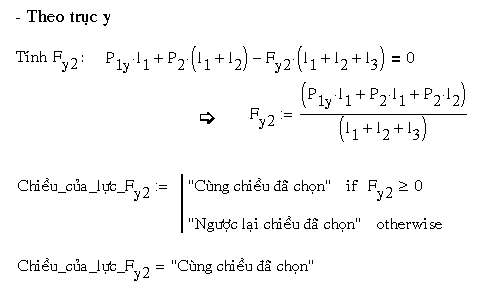 - Theo trục y
Tính F_y2 : P_1y·l_1 + P_2·(l_1 + l_2) − F_y2·(l_1 + l_2 + l_3) = 0
⇨ F_y2 := (P_1y·l_1 + P_2·l_1 + P_2·l_2) / (l_1 + l_2 + l_3)
Chiều_của_lực_F_y2 := | "Cùng chiều đã chọn" if F_y2 ≥ 0
"Ngược lại chiều đã chọn" otherwise
Chiều_của_lực_F_y2 = "Cùng chiều đã chọn"